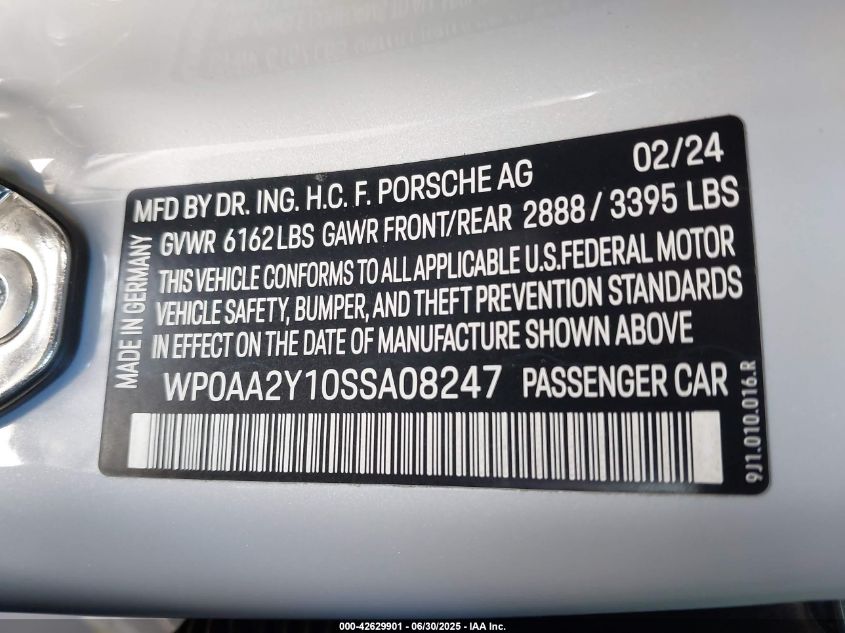 02/24
MFD BY DR. ING. H.C. F. PORSCHE AG
GVWR 6162 LBS GAWR FRONT/REAR 2888 / 3395 LBS
THIS VEHICLE CONFORMS TO ALL APPLICABLE U.S.FEDERAL MOTOR
VEHICLE SAFETY, BUMPER, AND THEFT PREVENTION STANDARDS
IN EFFECT ON THE DATE OF MANUFACTURE SHOWN ABOVE
WP0AA2Y10SSA08247 PASSENGER CAR
MADE IN GERMANY
9J1.010.016.R
000-42629901 - 06/30/2025 - IAA Inc.